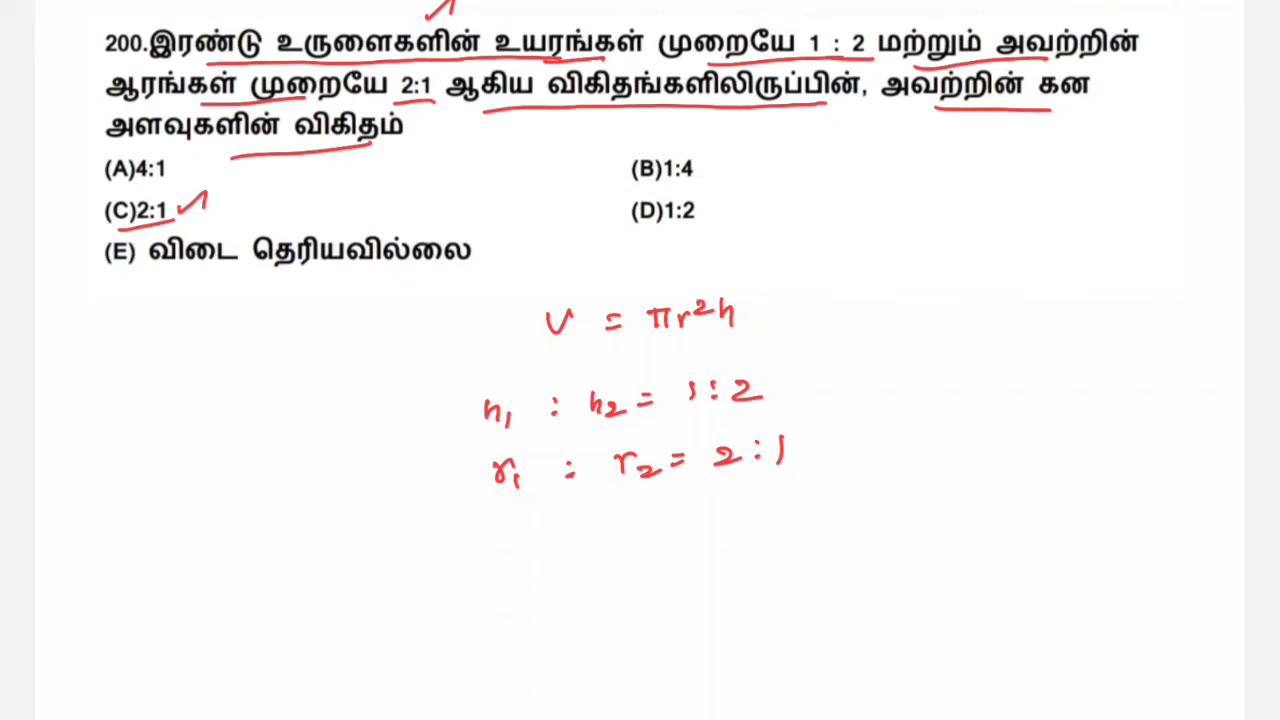 200.இரண்டு உருளைகளின் உயரங்கள் முறையே 1 : 2 மற்றும் அவற்றின்
ஆரங்கள் முறையே 2:1 ஆகிய விகிதங்களிலிருப்பின், அவற்றின் கன
அளவுகளின் விகிதம்
(A)4:1 (B)1:4
(C)2:1 (D)1:2
(E) விடை தெரியவில்லை
V = πr²h
h₁ : h₂ = 1 : 2
r₁ : r₂ = 2 : 1